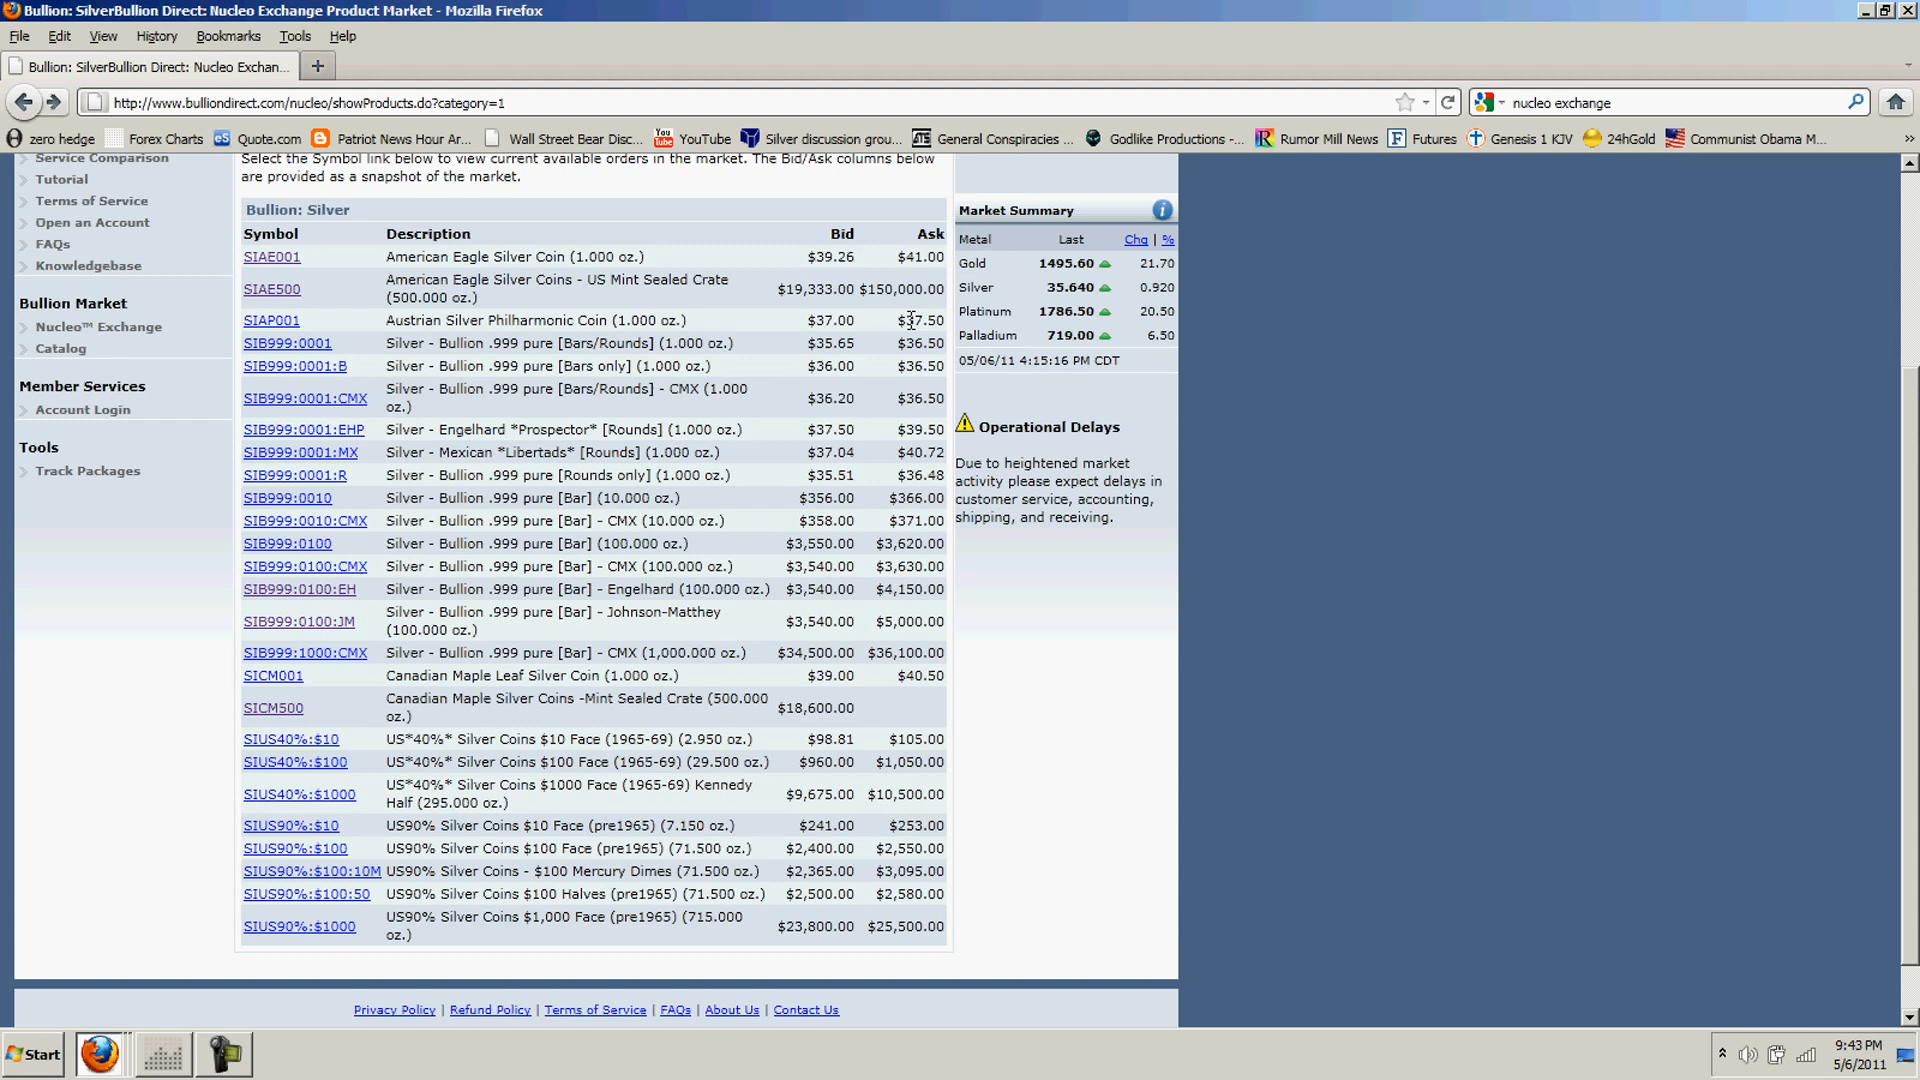 Bullion: SilverBullion Direct: Nucleo Exchange Product Market - Mozilla Firefox
File Edit View History Bookmarks Tools Help
Bullion: SilverBullion Direct: Nucleo Exchan...
http://www.bulliondirect.com/nucleo/showProducts.do?category=1
nucleo exchange
zero hedge Forex Charts eS Quote.com Patriot News Hour Ar... Wall Street Bear Disc... You Tube YouTube Silver discussion grou... ATS General Conspiracies ... Godlike Productions -... R Rumor Mill News F Futures Genesis 1 KJV 24hGold Communist Obama M... »
Service Comparison
Tutorial
Terms of Service
Open an Account
FAQs
Knowledgebase
Bullion Market
Nucleo™ Exchange
Catalog
Member Services
Account Login
Tools
Track Packages
Select the Symbol link below to view current available orders in the market. The Bid/Ask columns below
are provided as a snapshot of the market.
Bullion: Silver
Symbol Description Bid Ask
SIAE001 American Eagle Silver Coin (1.000 oz.) $39.26 $41.00
SIAE500 American Eagle Silver Coins - US Mint Sealed Crate
(500.000 oz.) $19,333.00 $150,000.00
SIAP001 Austrian Silver Philharmonic Coin (1.000 oz.) $37.00 $37.50
SIB999:0001 Silver - Bullion .999 pure [Bars/Rounds] (1.000 oz.) $35.65 $36.50
SIB999:0001:B Silver - Bullion .999 pure [Bars only] (1.000 oz.) $36.00 $36.50
SIB999:0001:CMX Silver - Bullion .999 pure [Bars/Rounds] - CMX (1.000
oz.) $36.20 $36.50
SIB999:0001:EHP Silver - Engelhard *Prospector* [Rounds] (1.000 oz.) $37.50 $39.50
SIB999:0001:MX Silver - Mexican *Libertads* [Rounds] (1.000 oz.) $37.04 $40.72
SIB999:0001:R Silver - Bullion .999 pure [Rounds only] (1.000 oz.) $35.51 $36.48
SIB999:0010 Silver - Bullion .999 pure [Bar] (10.000 oz.) $356.00 $366.00
SIB999:0010:CMX Silver - Bullion .999 pure [Bar] - CMX (10.000 oz.) $358.00 $371.00
SIB999:0100 Silver - Bullion .999 pure [Bar] (100.000 oz.) $3,550.00 $3,620.00
SIB999:0100:CMX Silver - Bullion .999 pure [Bar] - CMX (100.000 oz.) $3,540.00 $3,630.00
SIB999:0100:EH Silver - Bullion .999 pure [Bar] - Engelhard (100.000 oz.) $3,540.00 $4,150.00
SIB999:0100:JM Silver - Bullion .999 pure [Bar] - Johnson-Matthey
(100.000 oz.) $3,540.00 $5,000.00
SIB999:1000:CMX Silver - Bullion .999 pure [Bar] - CMX (1,000.000 oz.) $34,500.00 $36,100.00
SICM001 Canadian Maple Leaf Silver Coin (1.000 oz.) $39.00 $40.50
SICM500 Canadian Maple Silver Coins -Mint Sealed Crate (500.000
oz.) $18,600.00
SIUS40%:$10 US*40%* Silver Coins $10 Face (1965-69) (2.950 oz.) $98.81 $105.00
SIUS40%:$100 US*40%* Silver Coins $100 Face (1965-69) (29.500 oz.) $960.00 $1,050.00
SIUS40%:$1000 US*40%* Silver Coins $1000 Face (1965-69) Kennedy
Half (295.000 oz.) $9,675.00 $10,500.00
SIUS90%:$10 US90% Silver Coins $10 Face (pre1965) (7.150 oz.) $241.00 $253.00
SIUS90%:$100 US90% Silver Coins $100 Face (pre1965) (71.500 oz.) $2,400.00 $2,550.00
SIUS90%:$100:10M US90% Silver Coins - $100 Mercury Dimes (71.500 oz.) $2,365.00 $3,095.00
SIUS90%:$100:50 US90% Silver Coins $100 Halves (pre1965) (71.500 oz.) $2,500.00 $2,580.00
SIUS90%:$1000 US90% Silver Coins $1,000 Face (pre1965) (715.000
oz.) $23,800.00 $25,500.00
Market Summary i
Metal Last Chg | %
Gold 1495.60 21.70
Silver 35.640 0.920
Platinum 1786.50 20.50
Palladium 719.00 6.50
05/06/11 4:15:16 PM CDT
Operational Delays
Due to heightened market
activity please expect delays in
customer service, accounting,
shipping, and receiving.
Privacy Policy | Refund Policy | Terms of Service | FAQs | About Us | Contact Us
Start
9:43 PM
5/6/2011